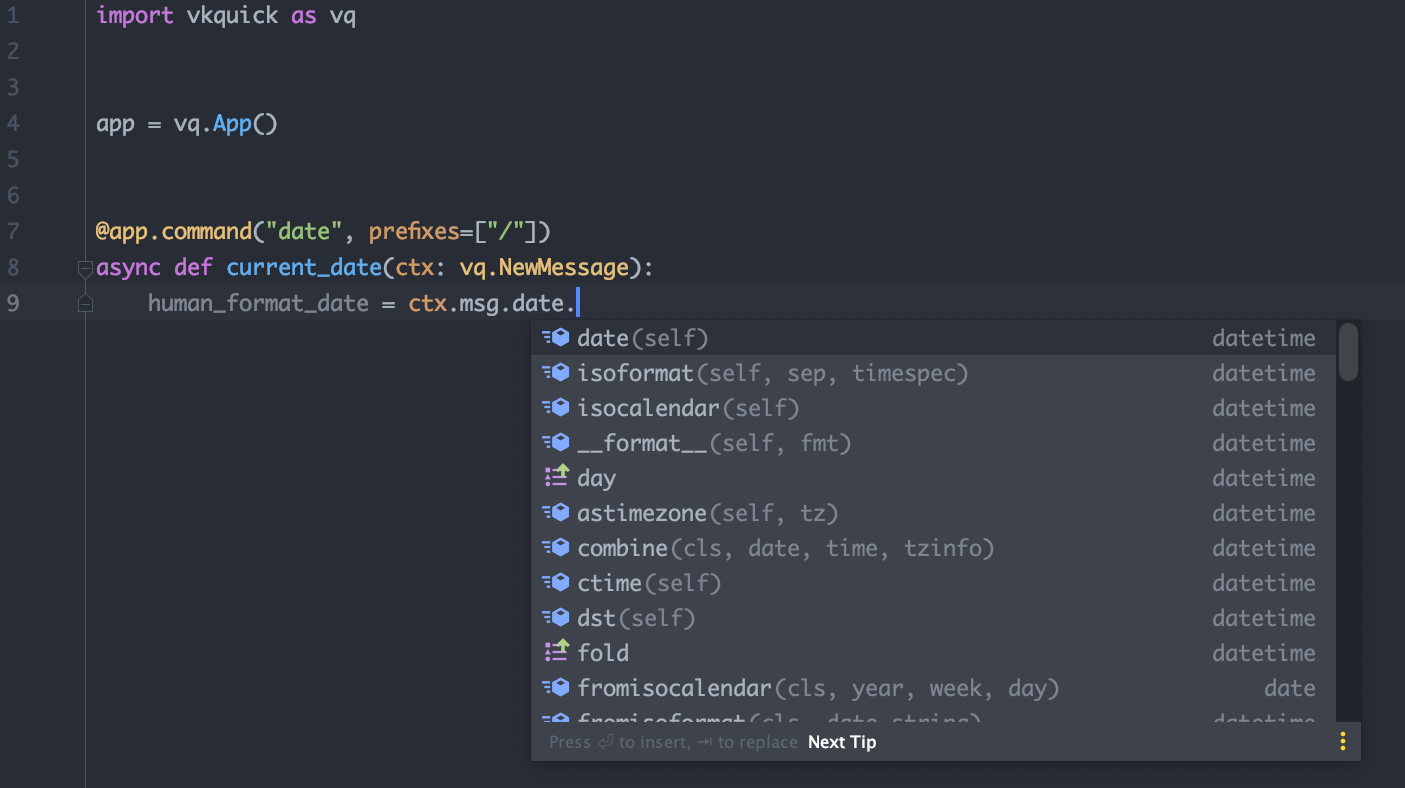 1 import vkquick as vq
2
3
4 app = vq.App()
5
6
7 @app.command("date", prefixes=["/"])
8 async def current_date(ctx: vq.NewMessage):
9 human_format_date = ctx.msg.date.
date(self) datetime
isoformat(self, sep, timespec) datetime
isocalendar(self) datetime
__format__(self, fmt) datetime
day datetime
astimezone(self, tz) datetime
combine(cls, date, time, tzinfo) datetime
ctime(self) datetime
dst(self) datetime
fold datetime
fromisocalendar(cls, year, week, day) date
fromisoformat(cls, date_string) datetime
Press ⏎ to insert, ⇥ to replace Next Tip